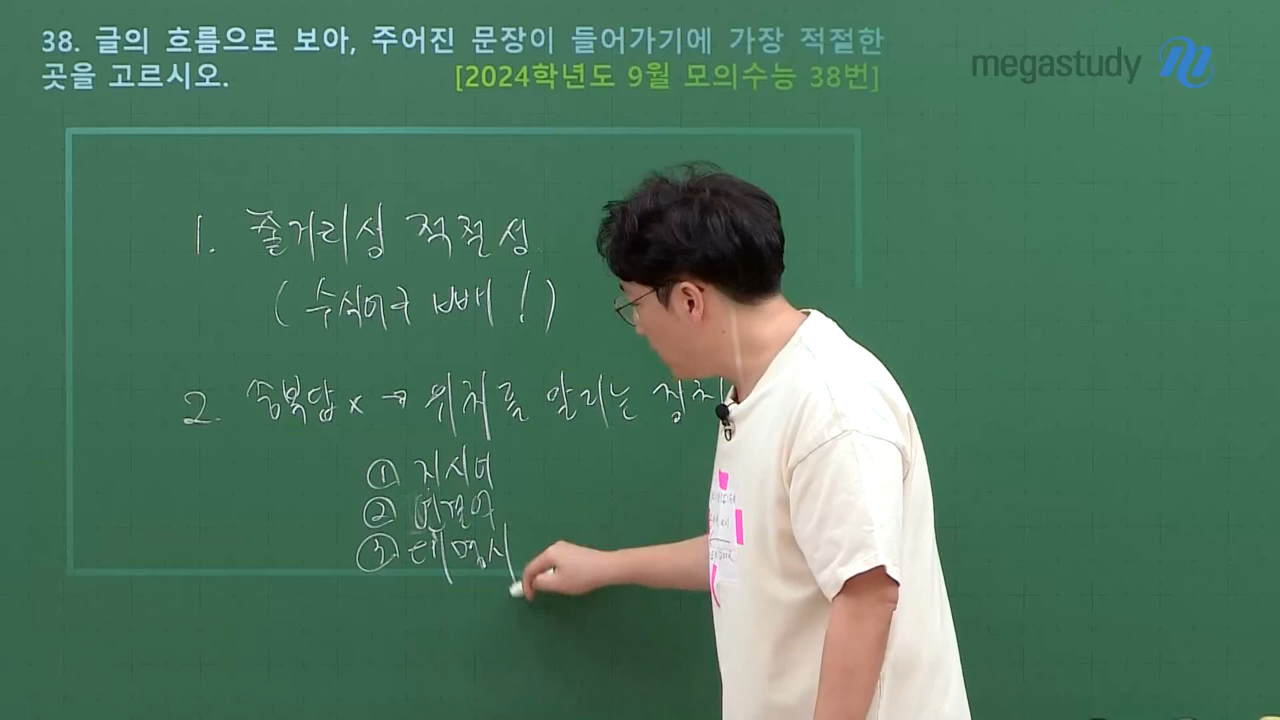 38. 글의 흐름으로 보아, 주어진 문장이 들어가기에 가장 적절한
곳을 고르시오. [2024학년도 9월 모의수능 38번]
megastudy
1. 줄거리성 적절성
(수식어구 빼!)
2. 중복답 x → 위치를 알리는 장치
① 지시어
② 연결어
③ 대명사